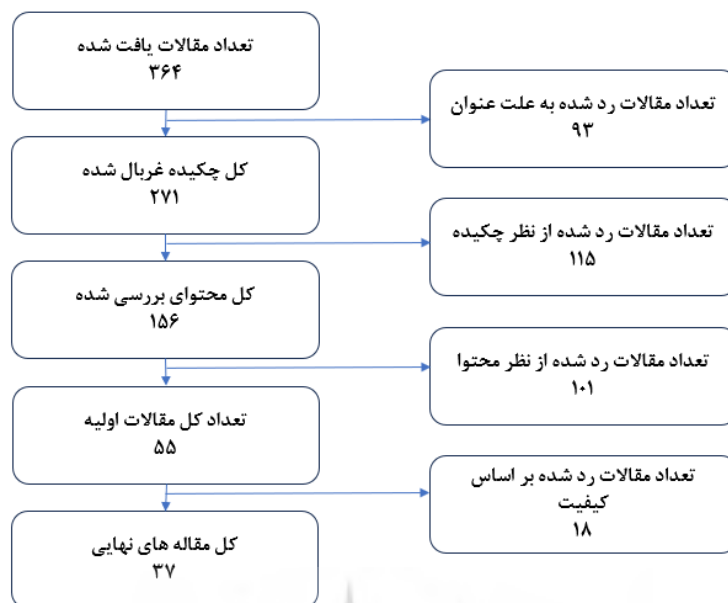 تعداد مقالات یافت شده
۳۶۴
تعداد مقالات رد شده به علت عنوان
۹۳
کل چکیده غربال شده
۲۷۱
تعداد مقالات رد شده از نظر چکیده
۱۱۵
کل محتوای بررسی شده
۱۵۶
تعداد مقالات رد شده از نظر محتوا
۱۰۱
تعداد کل مقالات اولیه
۵۵
تعداد مقالات رد شده بر اساس
کیفیت
۱۸
کل مقاله های نهایی
۳۷